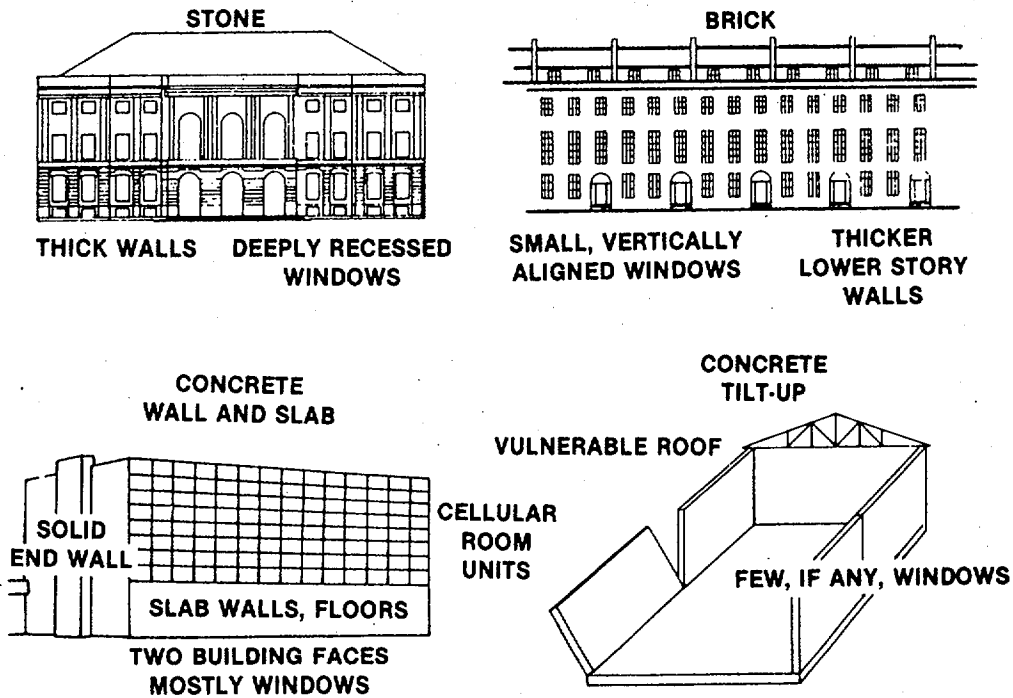 STONE
THICK WALLS
DEEPLY RECESSED
WINDOWS
BRICK
SMALL, VERTICALLY
ALIGNED WINDOWS
THICKER
LOWER STORY
WALLS
CONCRETE
WALL AND SLAB
SOLID
END WALL
CELLULAR
ROOM
UNITS
SLAB WALLS, FLOORS
TWO BUILDING FACES
MOSTLY WINDOWS
CONCRETE
TILT-UP
VULNERABLE ROOF
FEW, IF ANY, WINDOWS